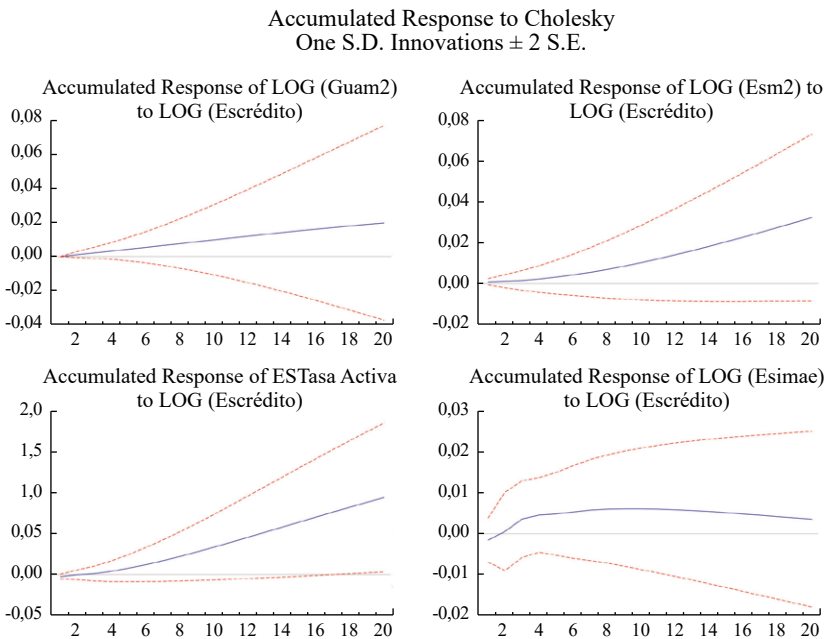 Accumulated Response to Cholesky
One S.D. Innovations ± 2 S.E.
Accumulated Response of LOG (Guam2)
to LOG (Escrédito)
0,08
0,06
0,04
0,02
0,00
-0,02
-0,04
2 4 6 8 10 12 14 16 18 20
Accumulated Response of LOG (Esm2) to
LOG (Escrédito)
0,08
0,06
0,04
0,02
0,00
-0,02
2 4 6 8 10 12 14 16 18 20
Accumulated Response of ESTasa Activa
to LOG (Escrédito)
2,0
1,5
1,0
0,05
0,00
-0,05
2 4 6 8 10 12 14 16 18 20
Accumulated Response of LOG (Esimae)
to LOG (Escrédito)
0,03
0,02
0,01
0,00
-0,01
-0,02
2 4 6 8 10 12 14 16 18 20